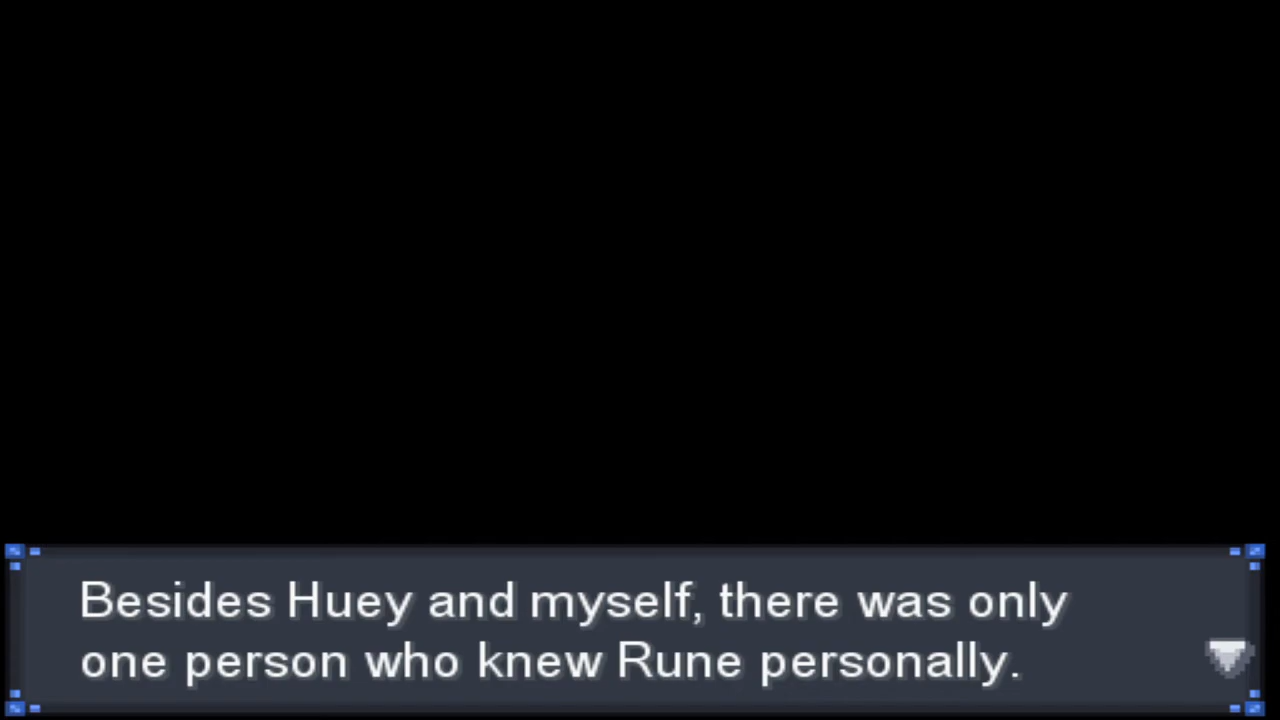 Besides Huey and myself, there was only
one person who knew Rune personally.